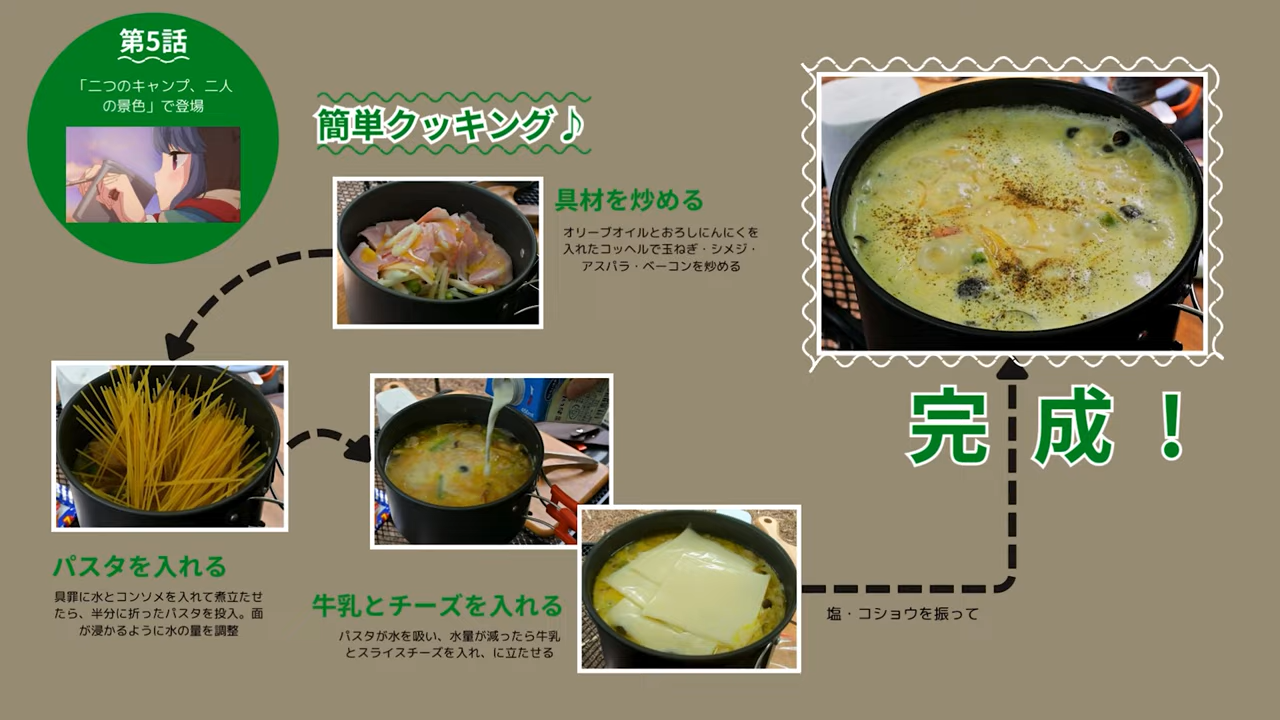 第5話
「二つのキャンプ、二人
の景色」で登場
簡単クッキング♪
具材を炒める
オリーブオイルとおろしにんにくを
入れたコッヘルで玉ねぎ・シメジ・
アスパラ・ベーコンを炒める
パスタを入れる
具罪に水とコンソメを入れて煮立たせ
たら、半分に折ったパスタを投入。面
が浸かるように水の量を調整
牛乳とチーズを入れる
パスタが水を吸い、水量が減ったら牛乳
とスライスチーズを入れ、に立たせる
塩・コショウを振って
完成！